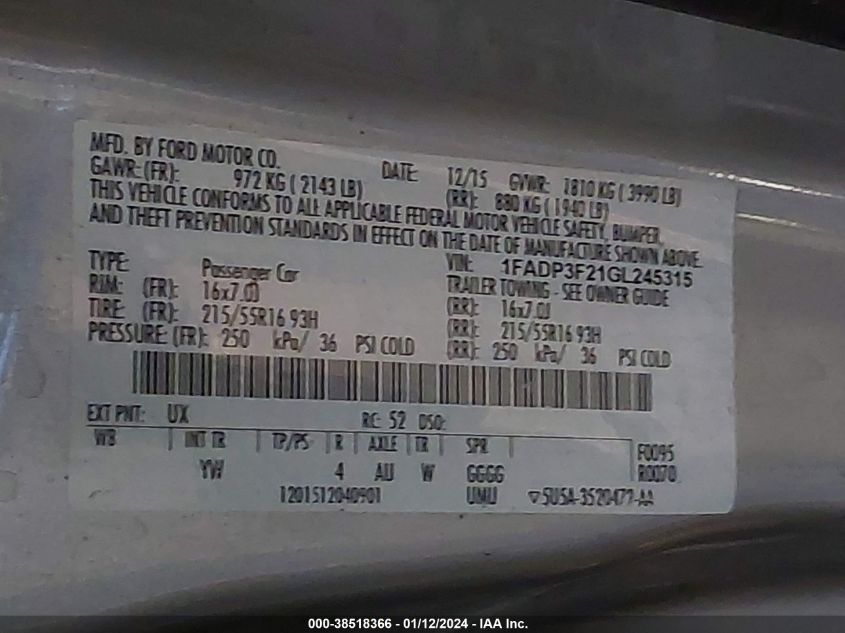 MFD. BY FORD MOTOR CO. DATE: 12/15 GVWR: 1810 KG ( 3990 LB)
GAWR: (FR): 972 KG ( 2143 LB) (RR): 880 KG ( 1940 LB)
THIS VEHICLE CONFORMS TO ALL APPLICABLE FEDERAL MOTOR VEHICLE SAFETY, BUMPER,
AND THEFT PREVENTION STANDARDS IN EFFECT ON THE DATE OF MANUFACTURE SHOWN ABOVE.
VIN: 1FADP3F21GL245315
TYPE: Passenger Car TRAILER TOWING - SEE OWNER GUIDE
RIM: (FR): 16x7.0J (RR): 16x7.0J
TIRE: (FR): 215/55R16 93H (RR): 215/55R16 93H
PRESSURE: (FR): 250 kPa/ 36 PSI COLD (RR): 250 kPa/ 36 PSI COLD
EXT PNT: UX RC: 52 DSO:
WB INT TR TP/PS R AXLE TR SPR F0095
YW 4 AU W GGGG R0070
1201512040901 UMU ▽5U5A-3520472-AA
000-38518366 - 01/12/2024 - IAA Inc.